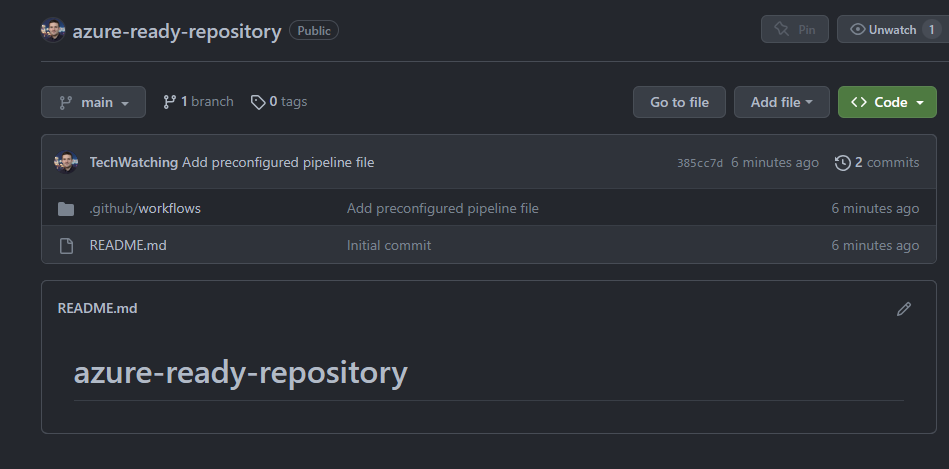 azure-ready-repository Public Pin Unwatch 1
main 1 branch 0 tags Go to file Add file Code
TechWatching Add preconfigured pipeline file 385cc7d 6 minutes ago 2 commits
.github/workflows Add preconfigured pipeline file 6 minutes ago
README.md Initial commit 6 minutes ago
README.md
azure-ready-repository